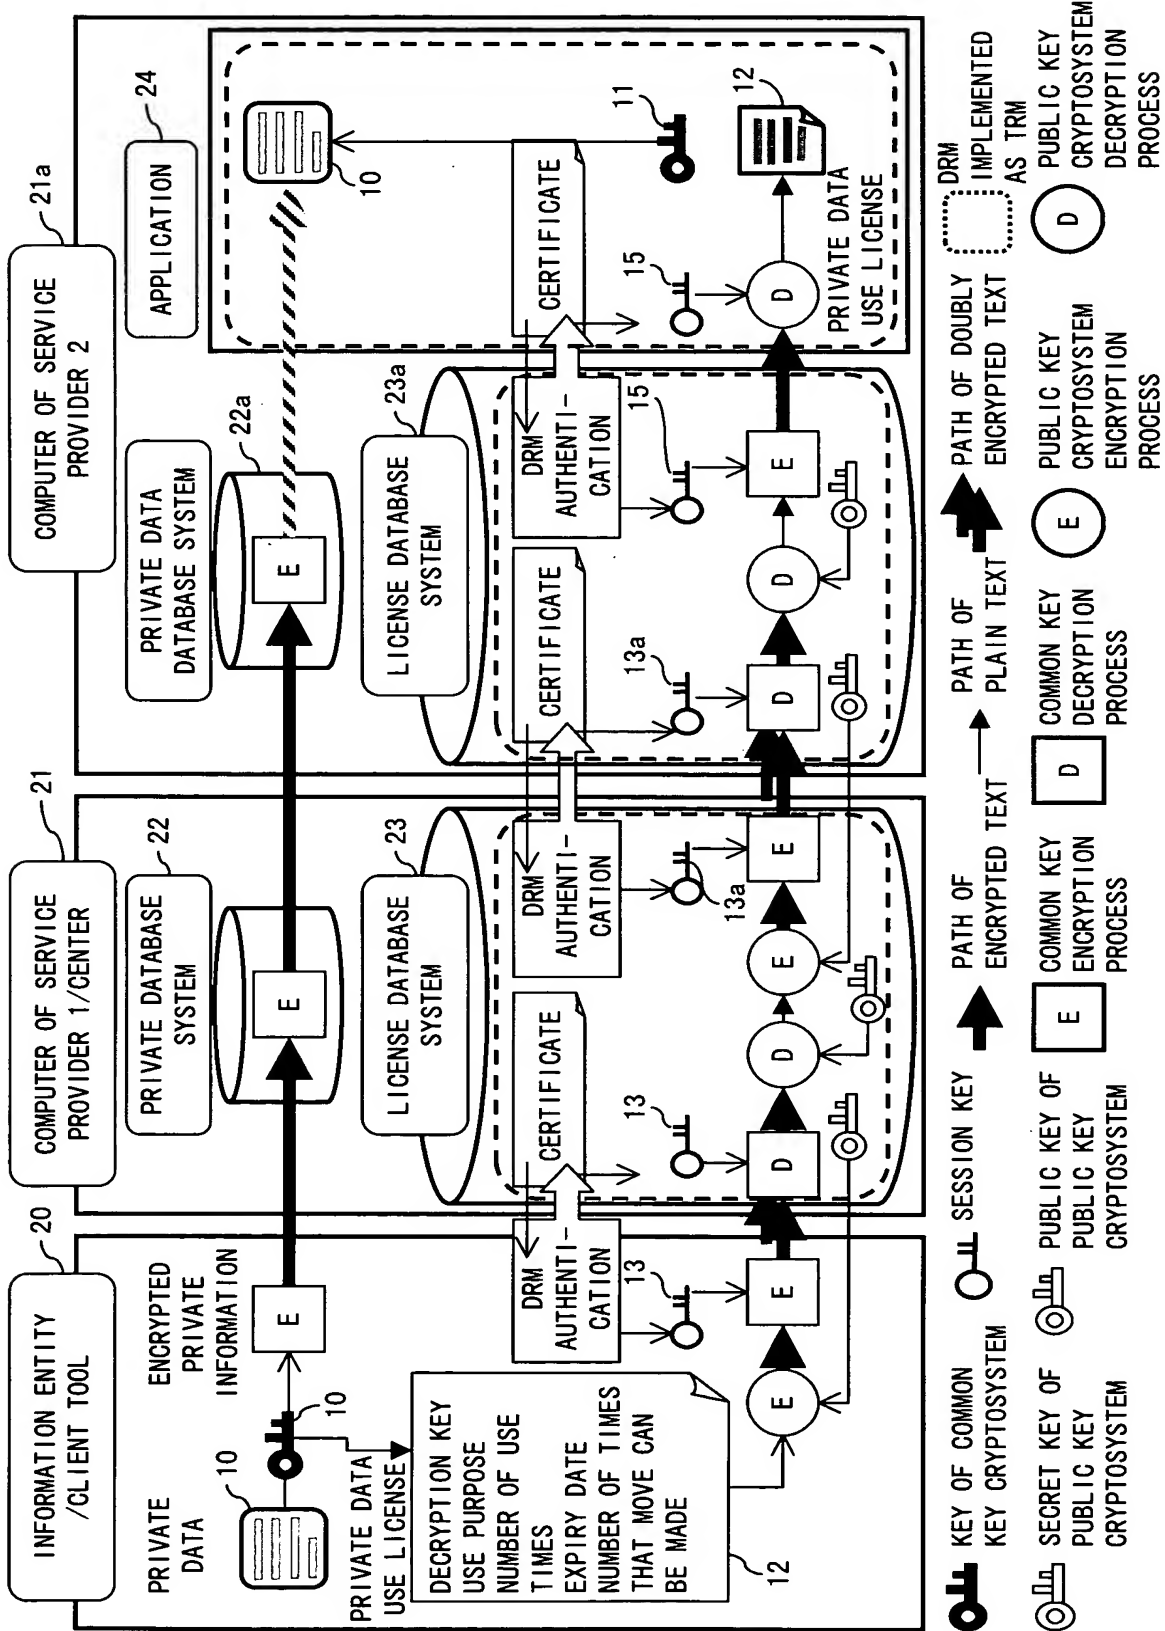 INFORMATION ENTITY
/CLIENT TOOL
20
PRIVATE
DATA
10
10
ENCRYPTED
PRIVATE
INFORMATION
E
PRIVATE DATA
USE LICENSE
DECRYPTION KEY
USE PURPOSE
NUMBER OF USE
TIMES
EXPIRY DATE
NUMBER OF TIMES
THAT MOVE CAN
BE MADE
12
DRM
AUTHENTI-
CATION
13
E
E
COMPUTER OF SERVICE
PROVIDER 1/CENTER
21
PRIVATE DATABASE
SYSTEM
22
E
LICENSE DATABASE
SYSTEM
23
CERTIFICATE
13
D
D
E
DRM
AUTHENTI-
CATION
13a
E
COMPUTER OF SERVICE
PROVIDER 2
21a
PRIVATE DATA
DATABASE SYSTEM
22a
E
LICENSE DATABASE
SYSTEM
23a
CERTIFICATE
13a
D
D
DRM
AUTHENTI-
CATION
15
E
APPLICATION
24
10
CERTIFICATE
11
15
D
PRIVATE DATA
USE LICENSE
12
KEY OF COMMON
KEY CRYPTOSYSTEM
SESSION KEY
PATH OF
ENCRYPTED TEXT
PATH OF
PLAIN TEXT
PATH OF DOUBLY
ENCRYPTED TEXT
DRM
IMPLEMENTED
AS TRM
SECRET KEY OF
PUBLIC KEY
CRYPTOSYSTEM
PUBLIC KEY OF
PUBLIC KEY
CRYPTOSYSTEM
E
COMMON KEY
ENCRYPTION
PROCESS
D
COMMON KEY
DECRYPTION
PROCESS
E
PUBLIC KEY
CRYPTOSYSTEM
ENCRYPTION
PROCESS
D
PUBLIC KEY
CRYPTOSYSTEM
DECRYPTION
PROCESS